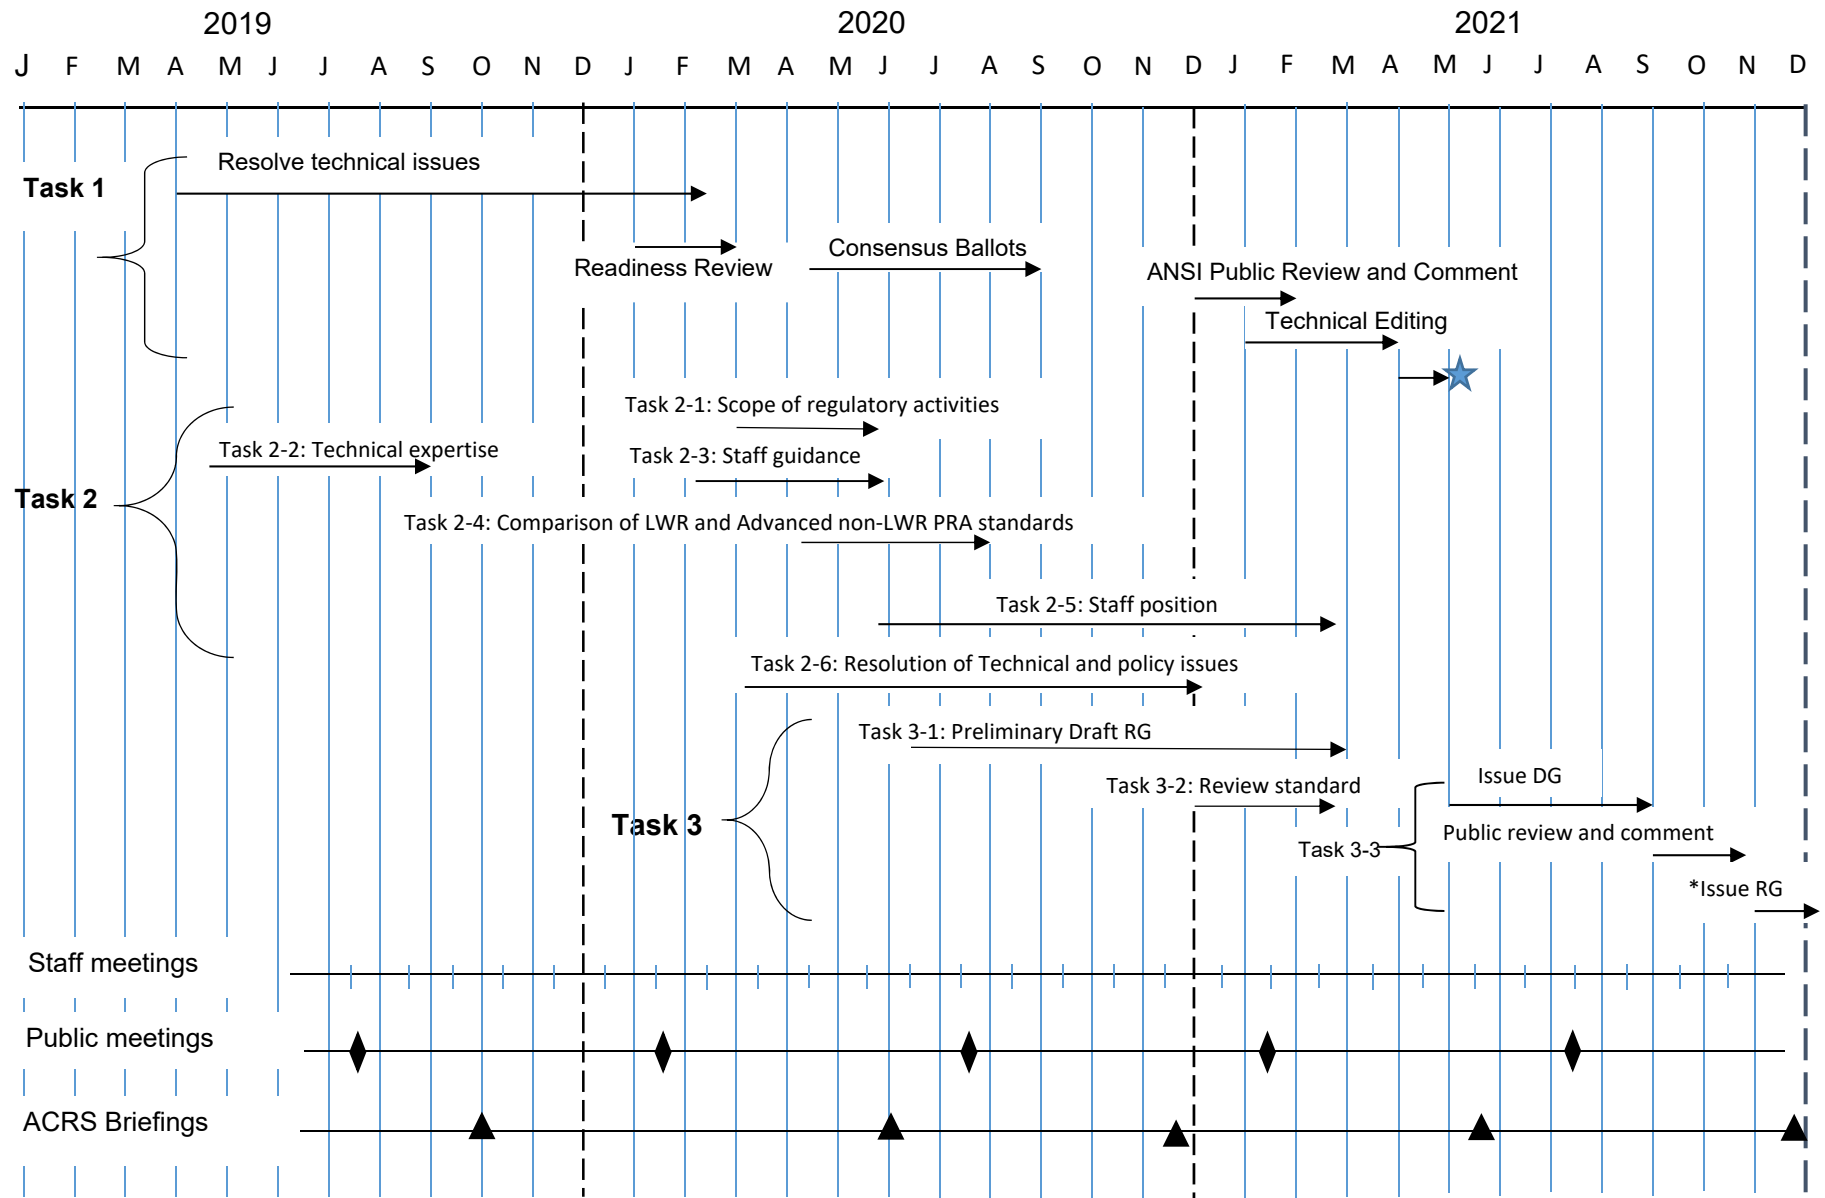 2019 2020 2021
J F M A M J J A S O N D J F M A M J J A S O N D J F M A M J J A S O N D
Resolve technical issues
Task 1
Consensus Ballots
Readiness Review
ANSI Public Review and Comment
Technical Editing
Task 2-1: Scope of regulatory activities
Task 2-2: Technical expertise
Task 2-3: Staff guidance
Task 2
Task 2-4: Comparison of LWR and Advanced non-LWR PRA standards
Task 2-5: Staff position
Task 2-6: Resolution of Technical and policy issues
Task 3-1: Preliminary Draft RG
Issue DG
Task 3-2: Review standard
Task 3
Public review and comment
Task 3-3
*Issue RG
Staff meetings
Public meetings
ACRS Briefings